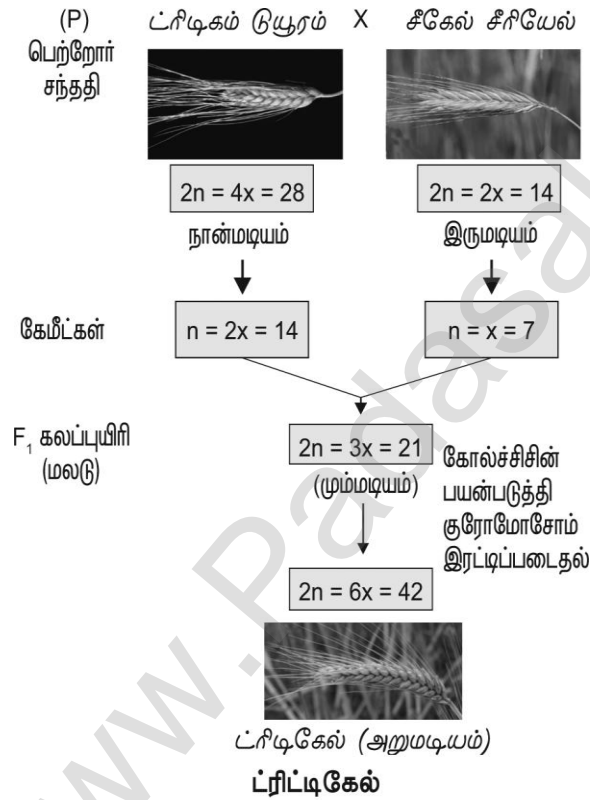 (P) ட்ரிடிகம் டுயூரம் X சீகேல் சீரியேல்
பெற்றோர்
சந்ததி
2n = 4x = 28 2n = 2x = 14
நான்மடியம் இருமடியம்
கேமீட்கள் n = 2x = 14 n = x = 7
F₁ கலப்புயிரி
(மலடு)
2n = 3x = 21
(மும்மடியம்)
கோல்ச்சிசின்
பயன்படுத்தி
குரோமோசோம்
இரட்டிப்படைதல்
2n = 6x = 42
ட்ரிடிகேல் (அறுமடியம்)
ட்ரிட்டிகேல்
www.Padasal